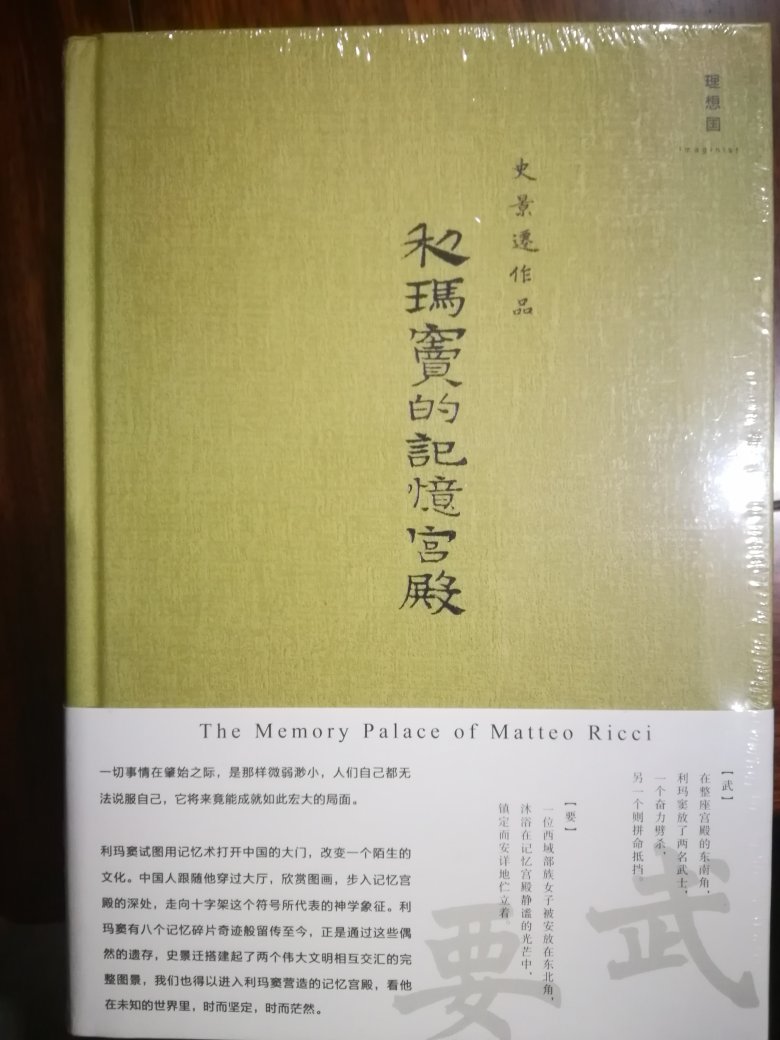 理想国
imaginist
史景遷作品
利瑪竇的記憶宮殿
The Memory Palace of Matteo Ricci
一切事情在肇始之际，是那样微弱渺小，人们自己都无
法说服自己，它将来竟能成就如此宏大的局面。
利玛窦试图用记忆术打开中国的大门，改变一个陌生的
文化。中国人跟随他穿过大厅，欣赏图画，步入记忆宫
殿的深处，走向十字架这个符号所代表的神学象征。利
玛窦有八个记忆碎片奇迹般留传至今，正是通过这些偶
然的遗存，史景迁搭建起了两个伟大文明相互交汇的完
整图景，我们也得以进入利玛窦营造的记忆宫殿，看他
在未知的世界里，时而坚定，时而茫然。
【武】
在整座宫殿的东南角，
利玛窦放了两名武士，
一个奋力劈杀，
另一个则拼命抵挡。
【要】
一位西域部族女子被安放在东北角，
沐浴在记忆宫殿静谧的光芒中，
镇定而安详地伫立着。
武
要